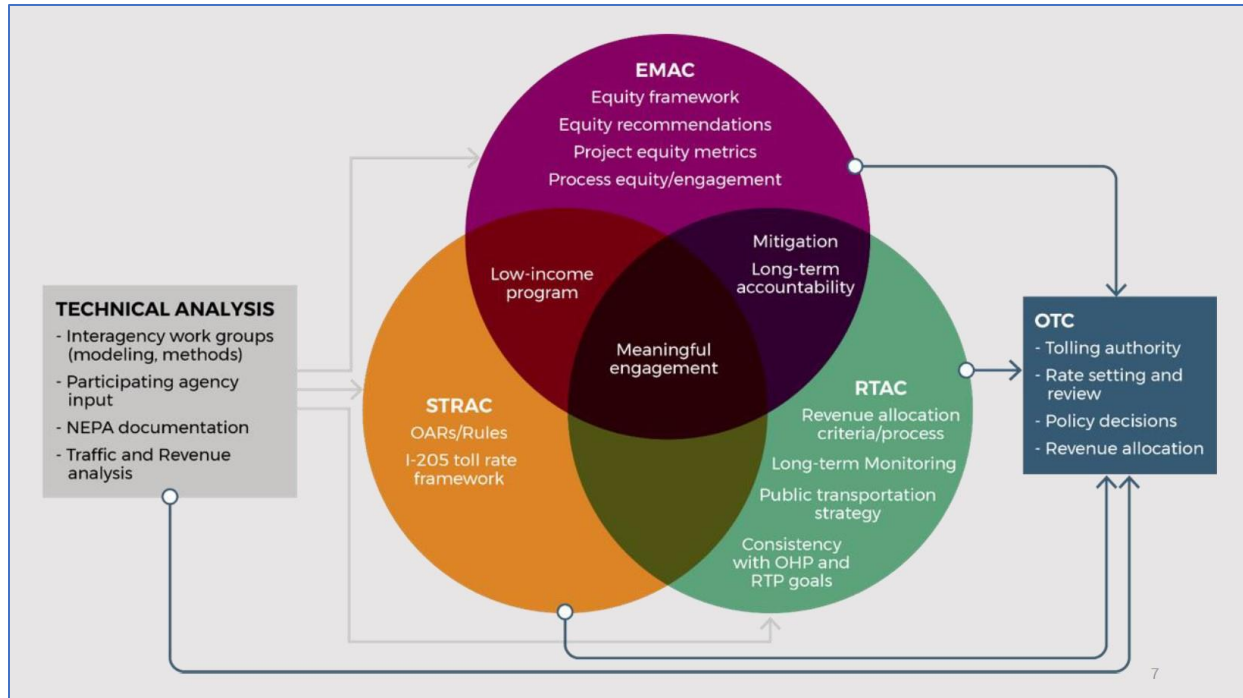 TECHNICAL ANALYSIS
- Interagency work groups
(modeling, methods)
- Participating agency
input
- NEPA documentation
- Traffic and Revenue
analysis
EMAC
Equity framework
Equity recommendations
Project equity metrics
Process equity/engagement
Low-income
program
Mitigation
Long-term
accountability
Meaningful
engagement
STRAC
OARs/Rules
I-205 toll rate
framework
RTAC
Revenue allocation
criteria/process
Long-term Monitoring
Public transportation
strategy
Consistency
with OHP and
RTP goals
OTC
- Tolling authority
- Rate setting and
review
- Policy decisions
- Revenue allocation
7